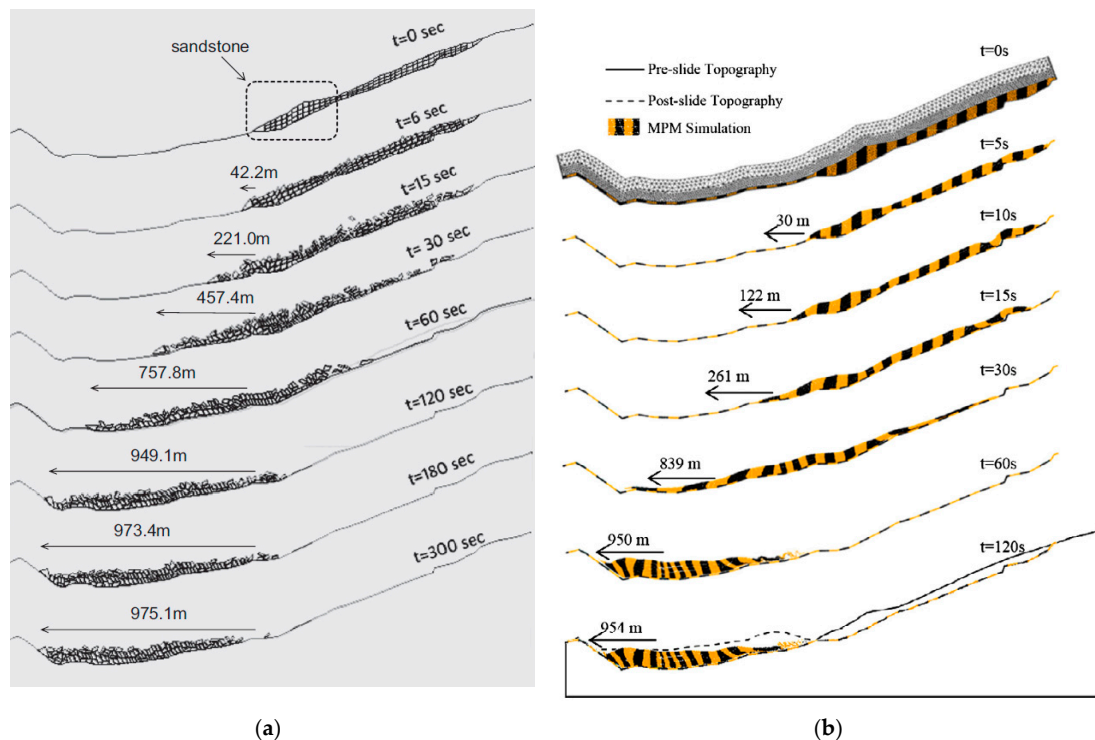 sandstone
t=0 sec
t=6 sec
42.2m
t=15 sec
221.0m
t= 30 sec
457.4m
t=60 sec
757.8m
t=120 sec
949.1m
t=180 sec
973.4m
t=300 sec
975.1m
(a)
t=0s
Pre-slide Topography
Post-slide Topography
MPM Simulation
t=5s
30 m
t=10s
122 m
t=15s
261 m
t=30s
839 m
t=60s
950 m
t=120s
954 m
(b)